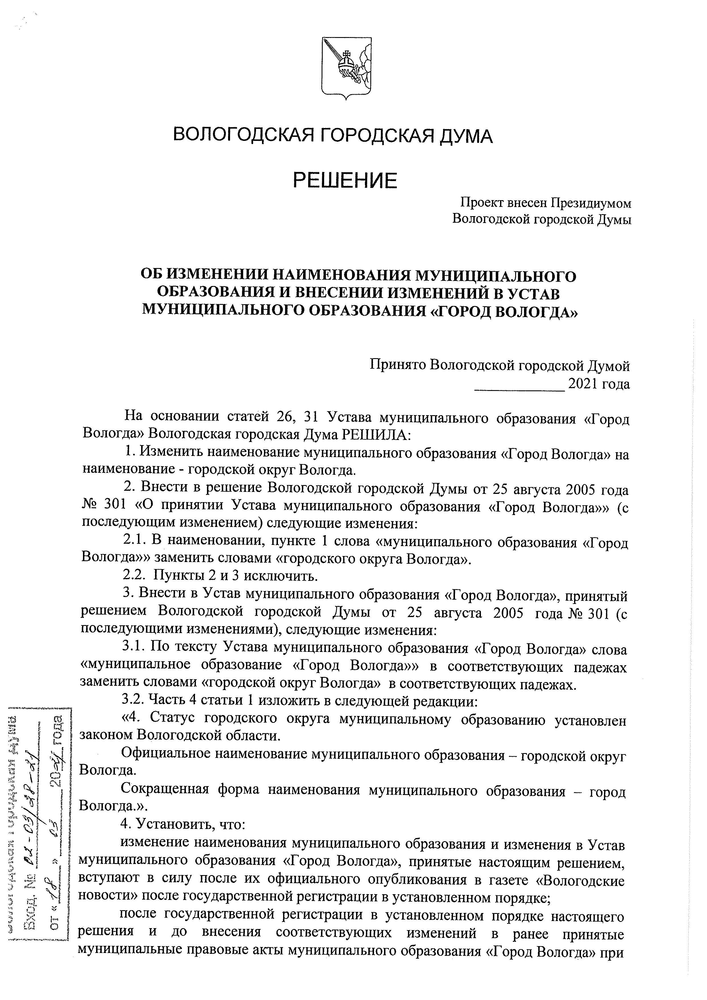 ВОЛОГОДСКАЯ ГОРОДСКАЯ ДУМА
РЕШЕНИЕ
Проект внесен Президиумом
Вологодской городской Думы
ОБ ИЗМЕНЕНИИ НАИМЕНОВАНИЯ МУНИЦИПАЛЬНОГО
ОБРАЗОВАНИЯ И ВНЕСЕНИИ ИЗМЕНЕНИЙ В УСТАВ
МУНИЦИПАЛЬНОГО ОБРАЗОВАНИЯ «ГОРОД ВОЛОГДА»
Принято Вологодской городской Думой
____________ 2021 года
На основании статей 26, 31 Устава муниципального образования «Город
Вологда» Вологодская городская Дума РЕШИЛА:
1. Изменить наименование муниципального образования «Город Вологда» на
наименование - городской округ Вологда.
2. Внести в решение Вологодской городской Думы от 25 августа 2005 года
№ 301 «О принятии Устава муниципального образования «Город Вологда»» (с
последующим изменением) следующие изменения:
2.1. В наименовании, пункте 1 слова «муниципального образования «Город
Вологда»» заменить словами «городского округа Вологда».
2.2. Пункты 2 и 3 исключить.
3. Внести в Устав муниципального образования «Город Вологда», принятый
решением Вологодской городской Думы от 25 августа 2005 года № 301 (с
последующими изменениями), следующие изменения:
3.1. По тексту Устава муниципального образования «Город Вологда» слова
«муниципальное образование «Город Вологда»» в соответствующих падежах
заменить словами «городской округ Вологда» в соответствующих падежах.
3.2. Часть 4 статьи 1 изложить в следующей редакции:
«4. Статус городского округа муниципальному образованию установлен
законом Вологодской области.
Официальное наименование муниципального образования – городской округ
Вологда.
Сокращенная форма наименования муниципального образования – город
Вологда.».
4. Установить, что:
изменение наименования муниципального образования и изменения в Устав
муниципального образования «Город Вологда», принятые настоящим решением,
вступают в силу после их официального опубликования в газете «Вологодские
новости» после государственной регистрации в установленном порядке;
после государственной регистрации в установленном порядке настоящего
решения и до внесения соответствующих изменений в ранее принятые
муниципальные правовые акты муниципального образования «Город Вологда» при
Вологодская городская Дума
Вход. № 02-03/28-21
от «18» 03 2021 года